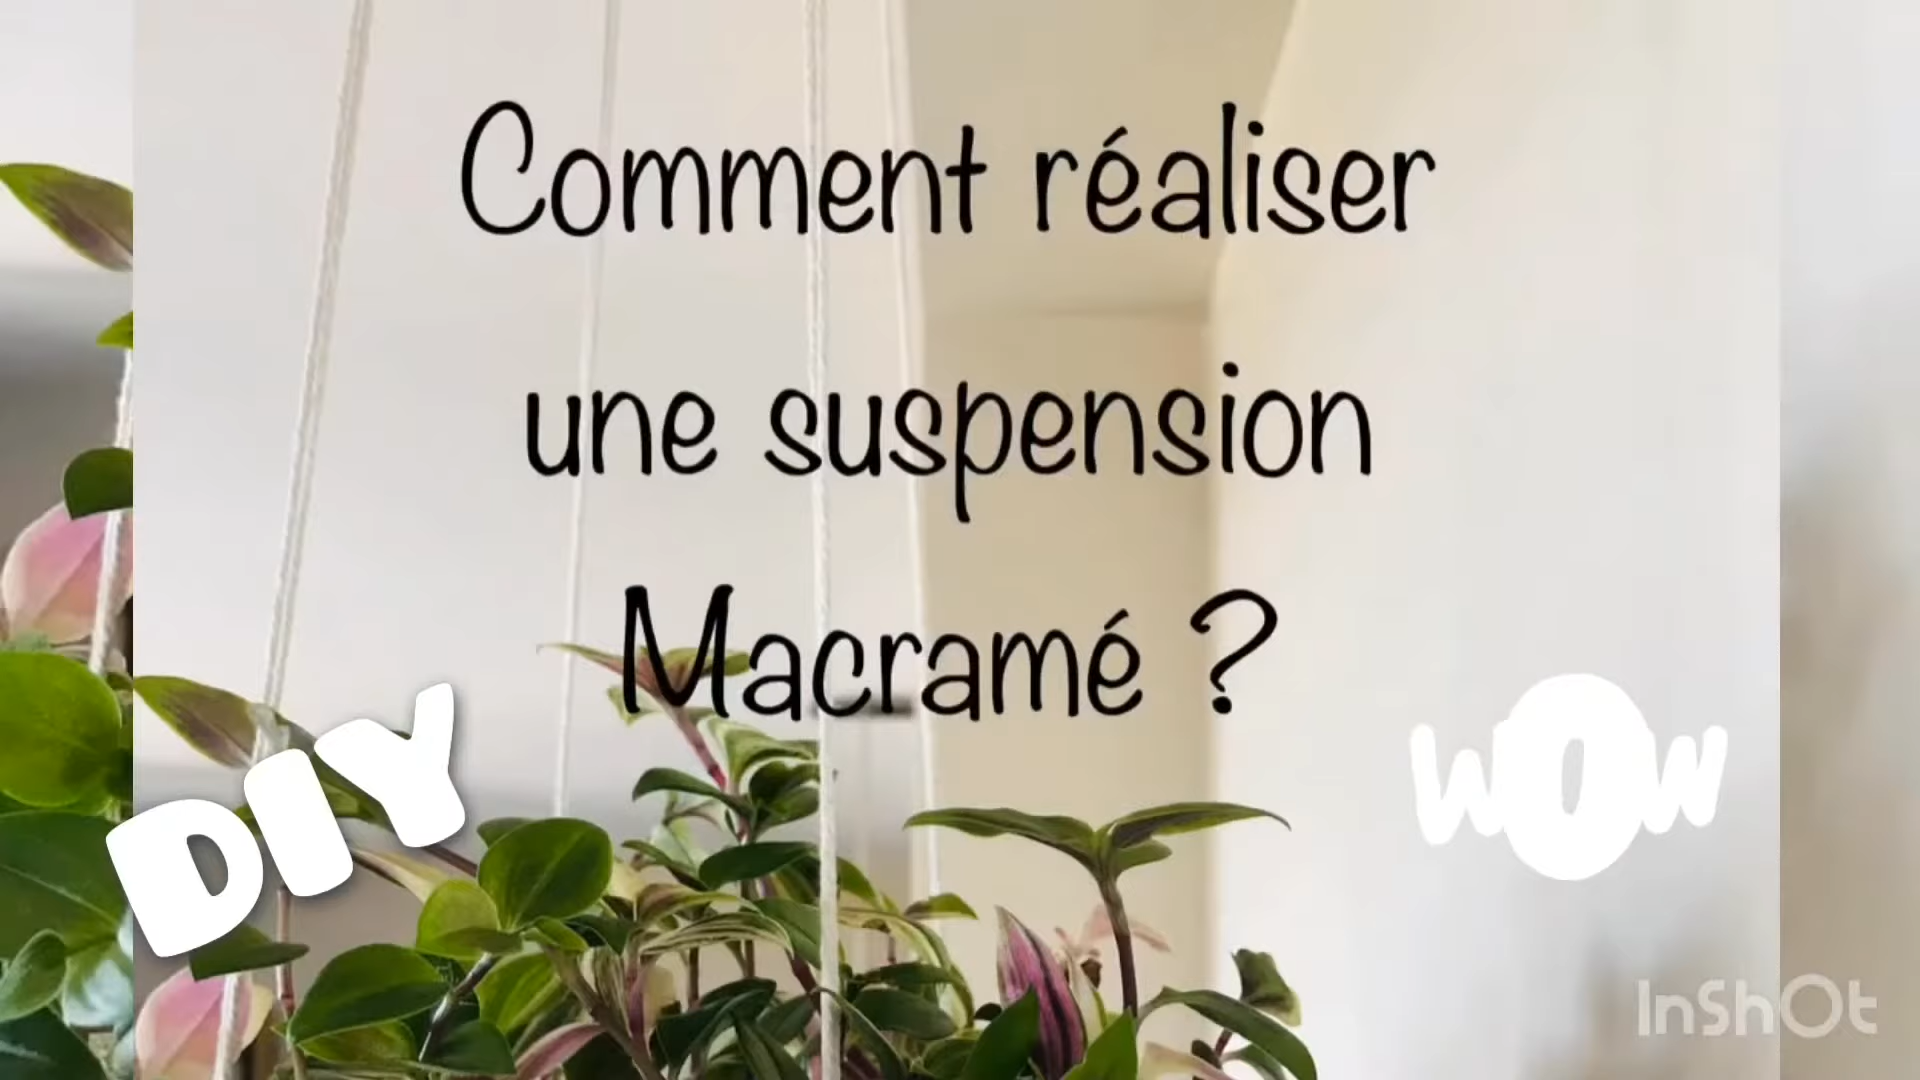 Comment réaliser
une suspension
Macramé ?
DIY
WOW
InShOt